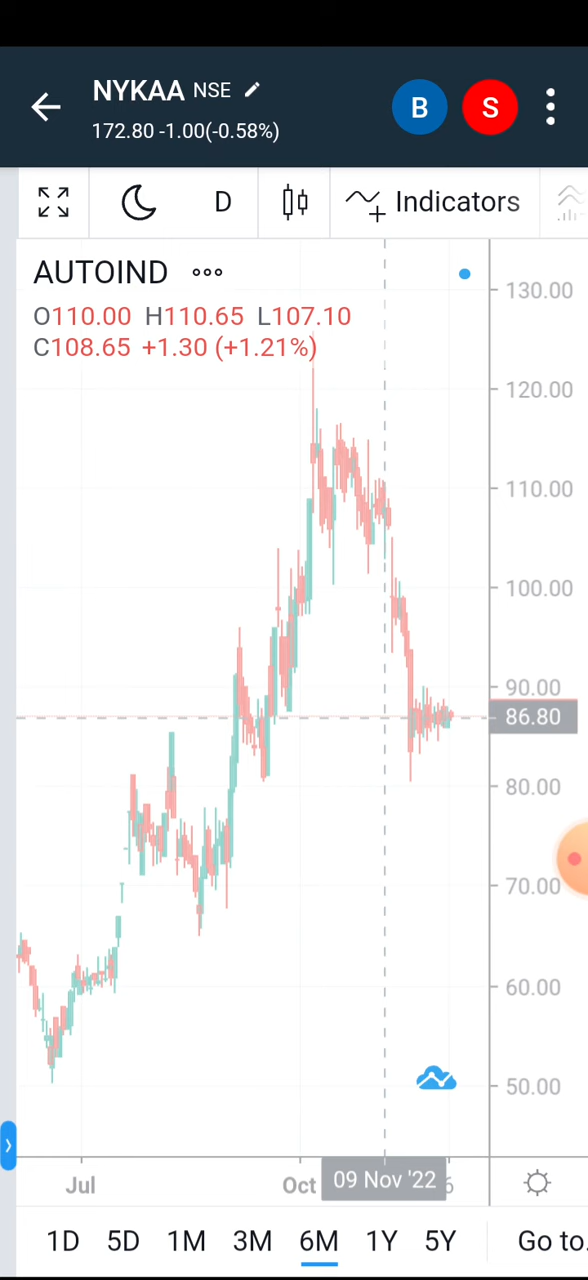 NYKAA NSE
172.80 -1.00(-0.58%)
B
S
D
Indicators
AUTOIND
O110.00 H110.65 L107.10
C108.65 +1.30 (+1.21%)
130.00
120.00
110.00
100.00
90.00
86.80
80.00
70.00
60.00
50.00
Jul
Oct
09 Nov '22
6
1D 5D 1M 3M 6M 1Y 5Y Go to.